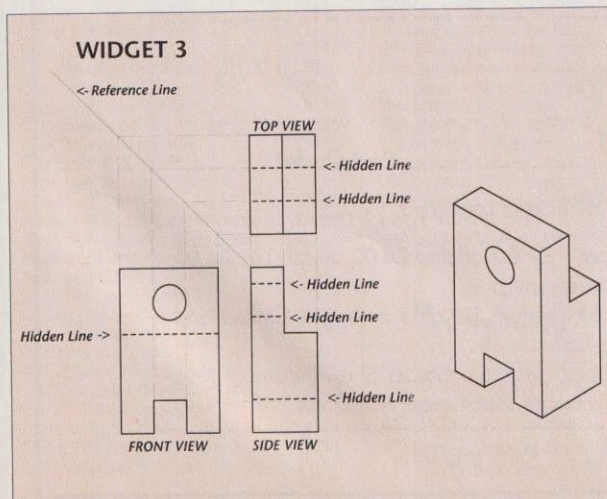 WIDGET 3
<- Reference Line
TOP VIEW
<- Hidden Line
<- Hidden Line
<- Hidden Line
<- Hidden Line
Hidden Line ->
<- Hidden Line
FRONT VIEW
SIDE VIEW